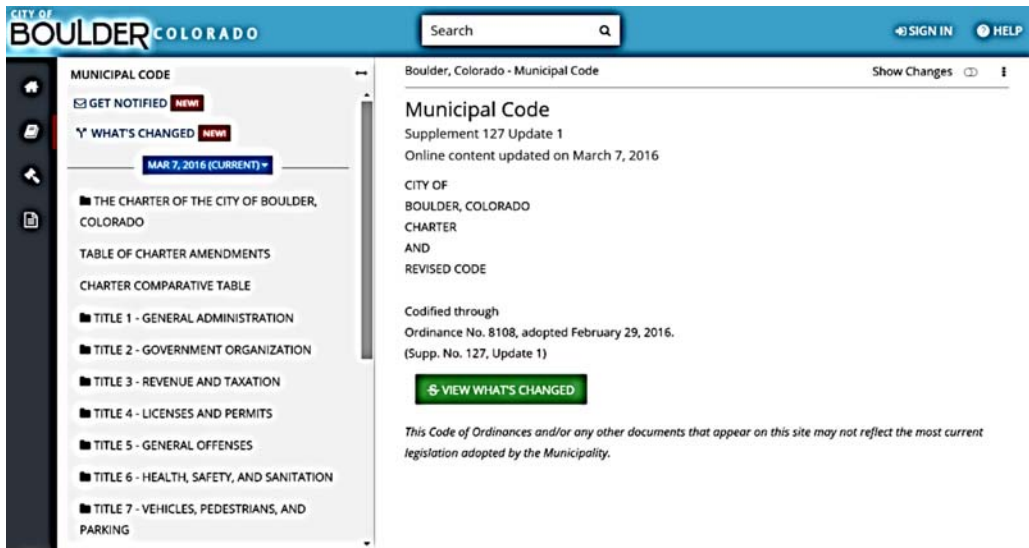 CITY OF
BOULDER COLORADO
Search
SIGN IN
HELP
MUNICIPAL CODE
GET NOTIFIED NEW!
WHAT'S CHANGED NEW!
MAR 7, 2016 (CURRENT)
THE CHARTER OF THE CITY OF BOULDER,
COLORADO
TABLE OF CHARTER AMENDMENTS
CHARTER COMPARATIVE TABLE
TITLE 1 - GENERAL ADMINISTRATION
TITLE 2 - GOVERNMENT ORGANIZATION
TITLE 3 - REVENUE AND TAXATION
TITLE 4 - LICENSES AND PERMITS
TITLE 5 - GENERAL OFFENSES
TITLE 6 - HEALTH, SAFETY, AND SANITATION
TITLE 7 - VEHICLES, PEDESTRIANS, AND
PARKING
Boulder, Colorado - Municipal Code
Show Changes
Municipal Code
Supplement 127 Update 1
Online content updated on March 7, 2016
CITY OF
BOULDER, COLORADO
CHARTER
AND
REVISED CODE
Codified through
Ordinance No. 8108, adopted February 29, 2016.
(Supp. No. 127, Update 1)
VIEW WHAT'S CHANGED
This Code of Ordinances and/or any other documents that appear on this site may not reflect the most current
legislation adopted by the Municipality.